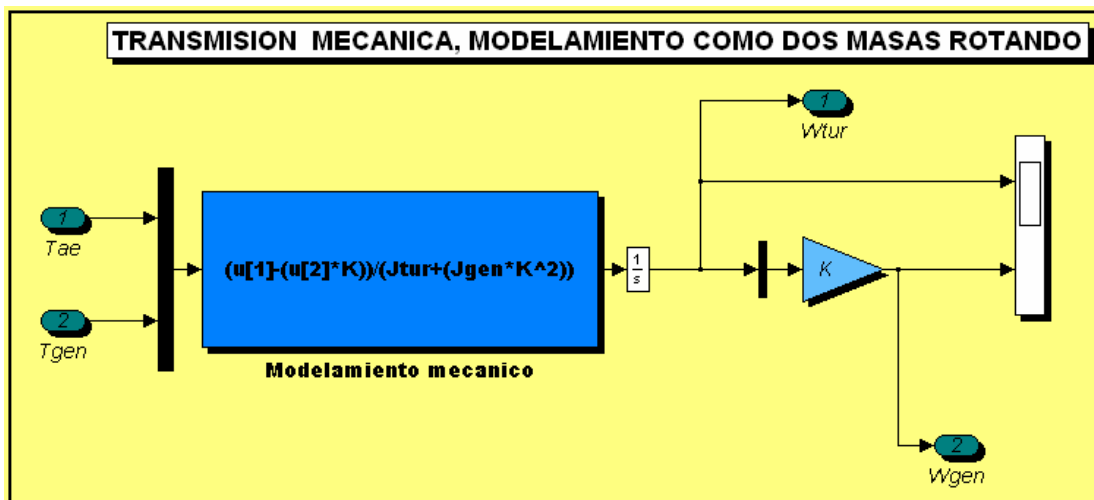 TRANSMISION MECANICA, MODELAMIENTO COMO DOS MASAS ROTANDO
1
Wtur
1
Tae
(u[1]-(u[2]*K))/(Jtur+(Jgen*K^2))
1
s
K
2
Tgen
Modelamiento mecanico
2
Wgen